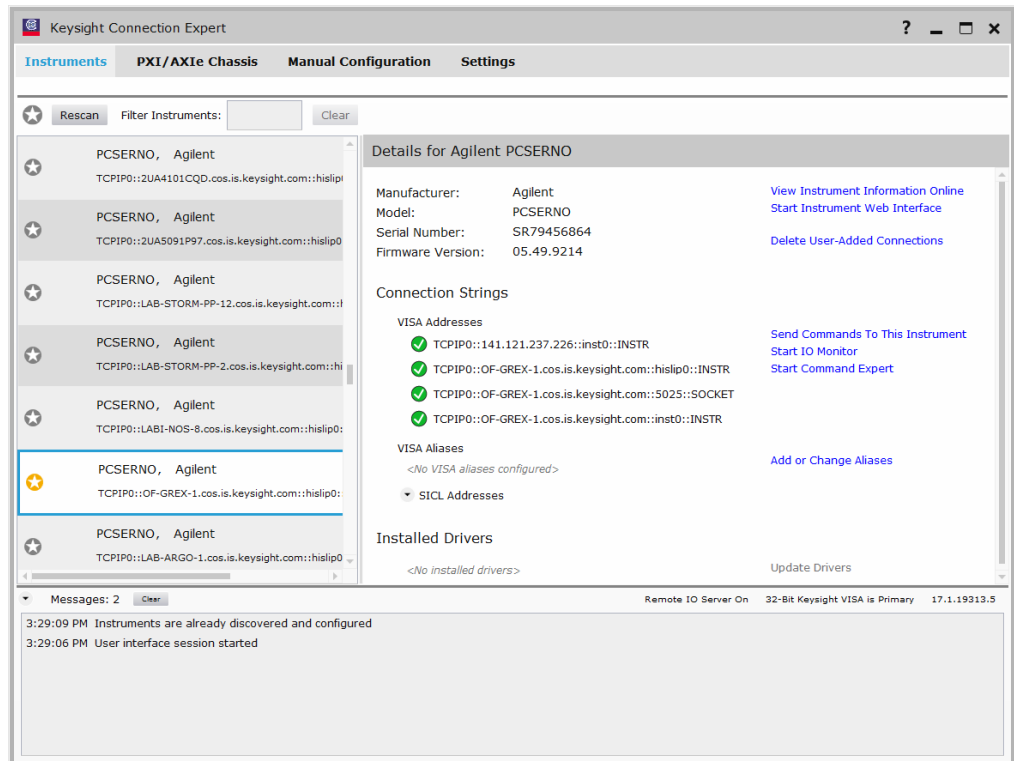 Keysight Connection Expert
?
Instruments PXI/AXIe Chassis Manual Configuration Settings
Rescan Filter Instruments: Clear
PCSERNO, Agilent
TCPIP0::2UA4101CQD.cos.is.keysight.com::hislip
PCSERNO, Agilent
TCPIP0::2UA5091P97.cos.is.keysight.com::hislip0
PCSERNO, Agilent
TCPIP0::LAB-STORM-PP-12.cos.is.keysight.com::h
PCSERNO, Agilent
TCPIP0::LAB-STORM-PP-2.cos.is.keysight.com::hi
PCSERNO, Agilent
TCPIP0::LABI-NOS-8.cos.is.keysight.com::hislip0:
PCSERNO, Agilent
TCPIP0::OF-GREX-1.cos.is.keysight.com::hislip0::
PCSERNO, Agilent
TCPIP0::LAB-ARGO-1.cos.is.keysight.com::hislip0
Details for Agilent PCSERNO
Manufacturer: Agilent
Model: PCSERNO
Serial Number: SR79456864
Firmware Version: 05.49.9214
View Instrument Information Online
Start Instrument Web Interface
Delete User-Added Connections
Connection Strings
VISA Addresses
TCPIP0::141.121.237.226::inst0::INSTR
TCPIP0::OF-GREX-1.cos.is.keysight.com::hislip0::INSTR
TCPIP0::OF-GREX-1.cos.is.keysight.com::5025::SOCKET
TCPIP0::OF-GREX-1.cos.is.keysight.com::inst0::INSTR
Send Commands To This Instrument
Start IO Monitor
Start Command Expert
VISA Aliases
<No VISA aliases configured>
Add or Change Aliases
SICL Addresses
Installed Drivers
<No installed drivers>
Update Drivers
Messages: 2 Clear Remote IO Server On 32-Bit Keysight VISA is Primary 17.1.19313.5
3:29:09 PM Instruments are already discovered and configured
3:29:06 PM User interface session started